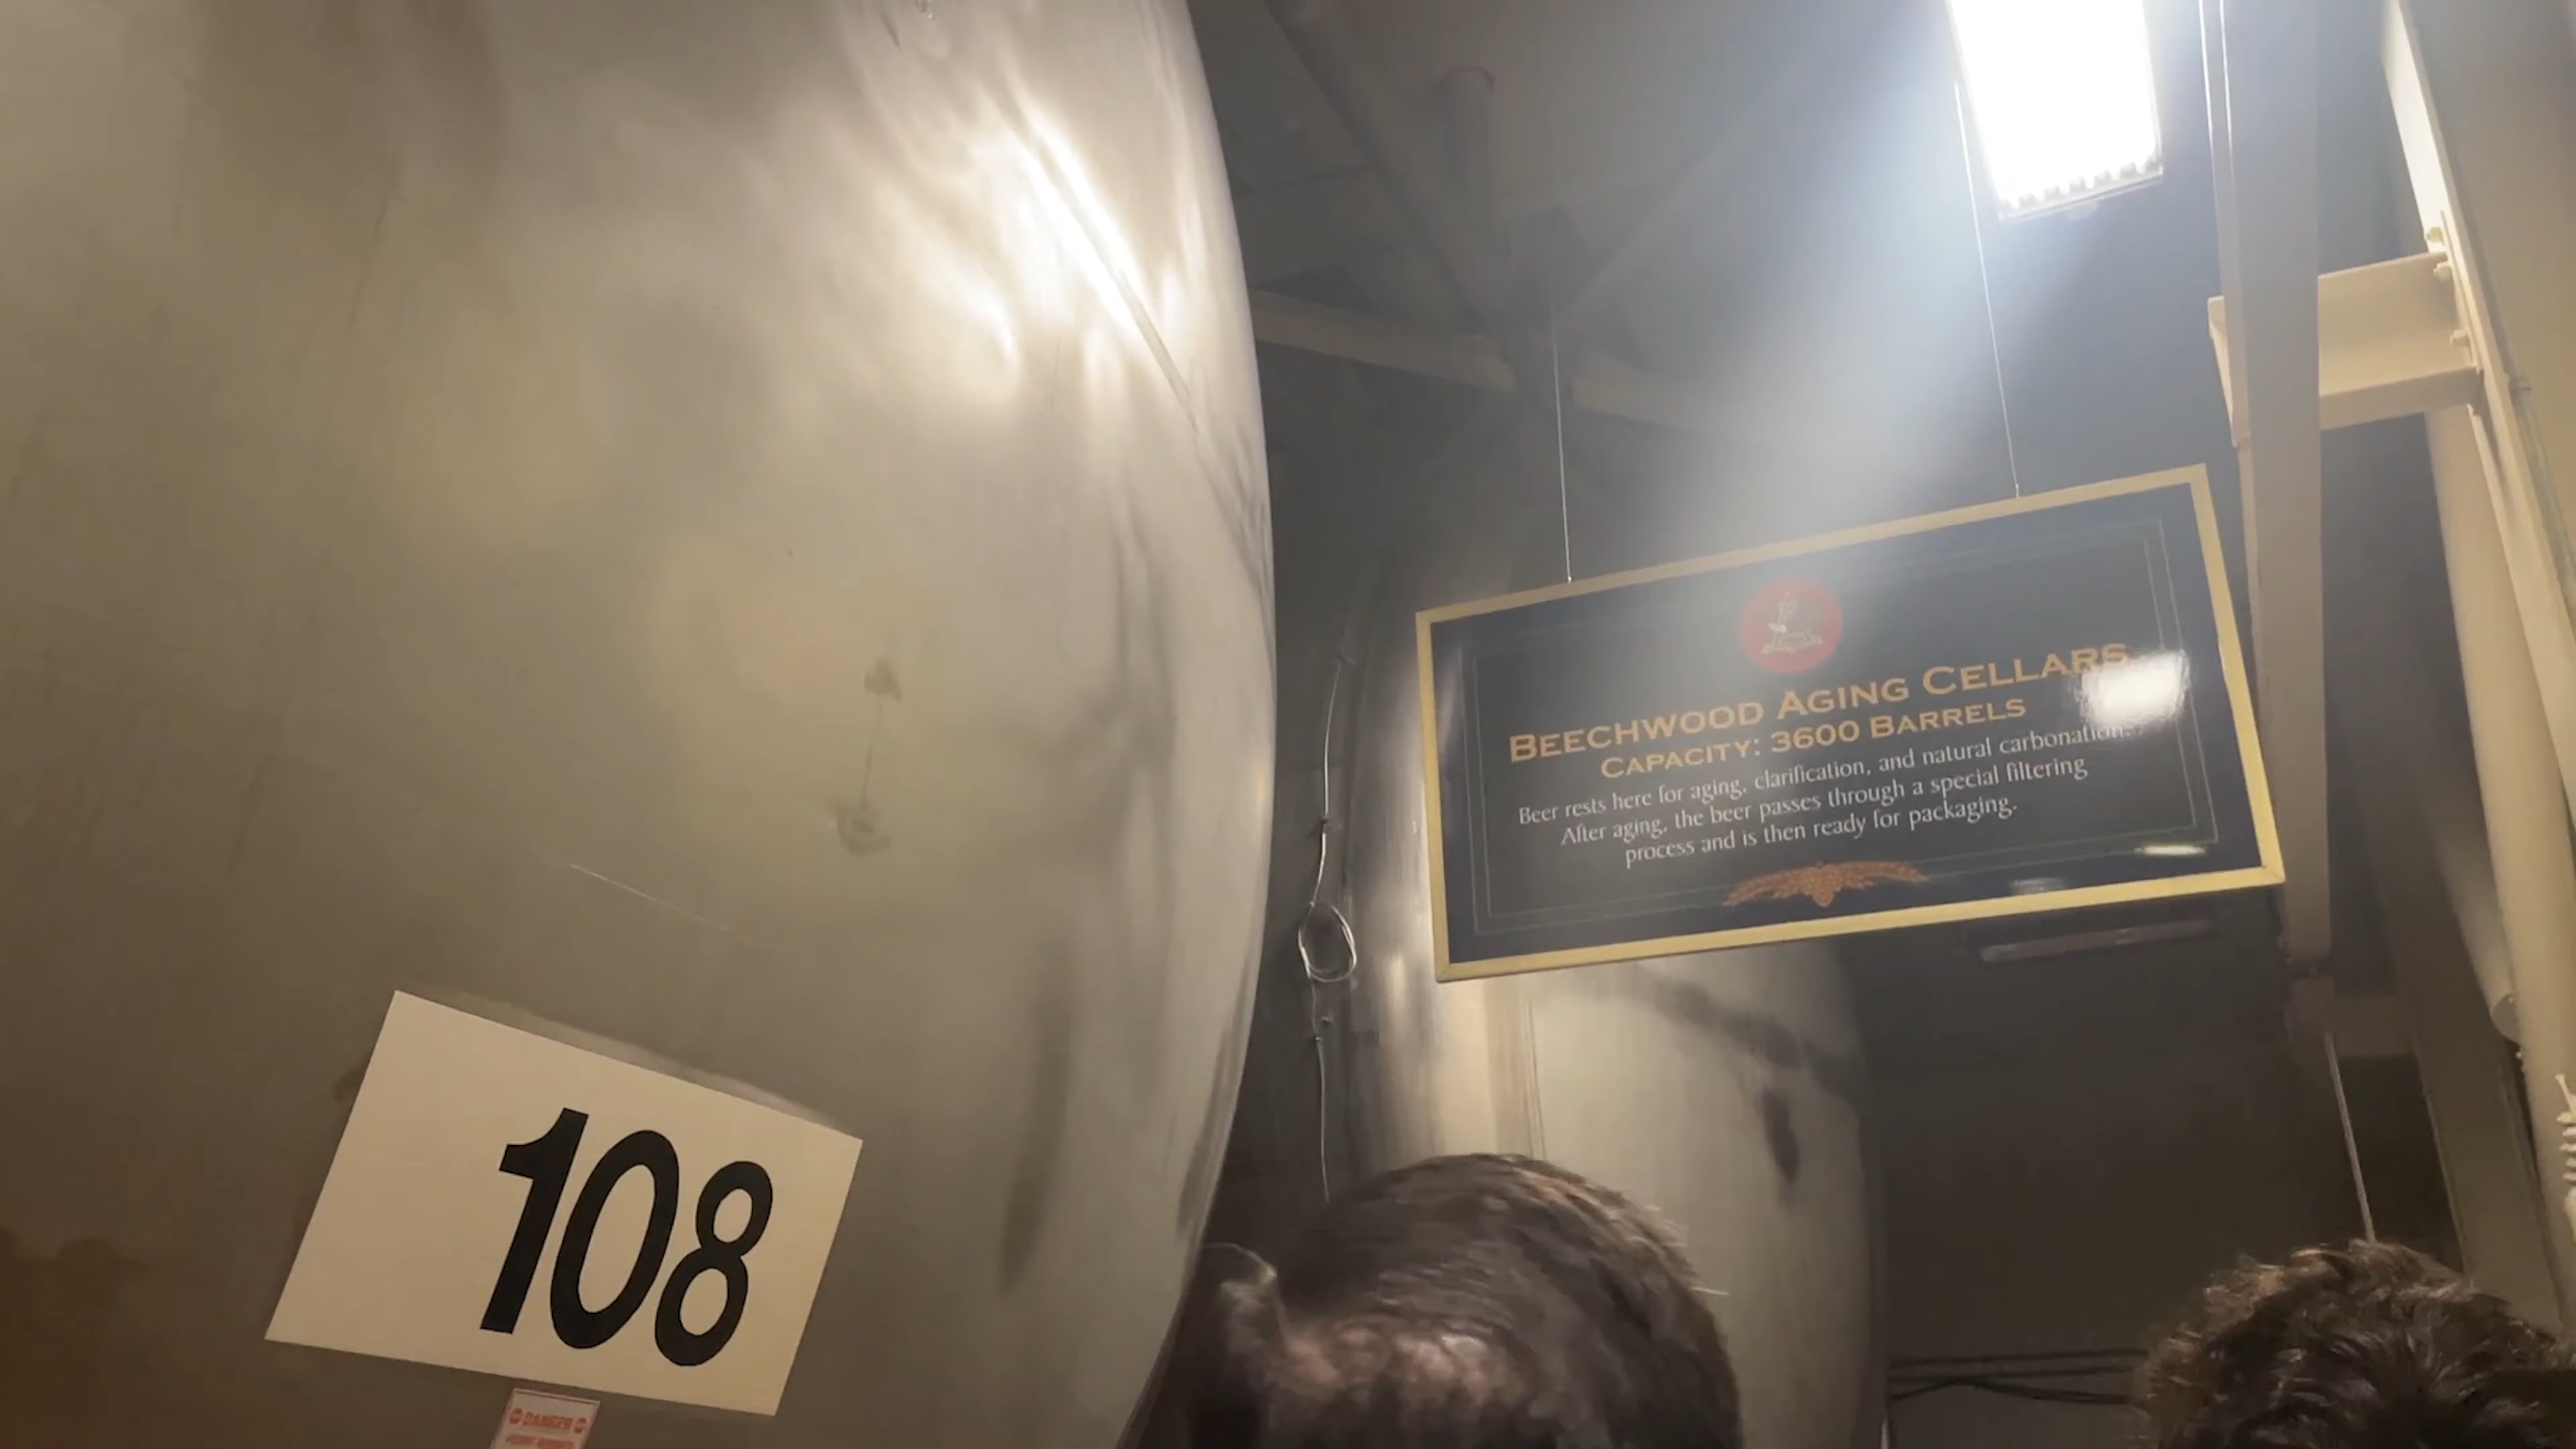 BEECHWOOD AGING CELLARS
CAPACITY: 3600 BARRELS
Beer rests here for aging, clarification, and natural carbonation.
After aging, the beer passes through a special filtering
process and is then ready for packaging.
108
DANGER